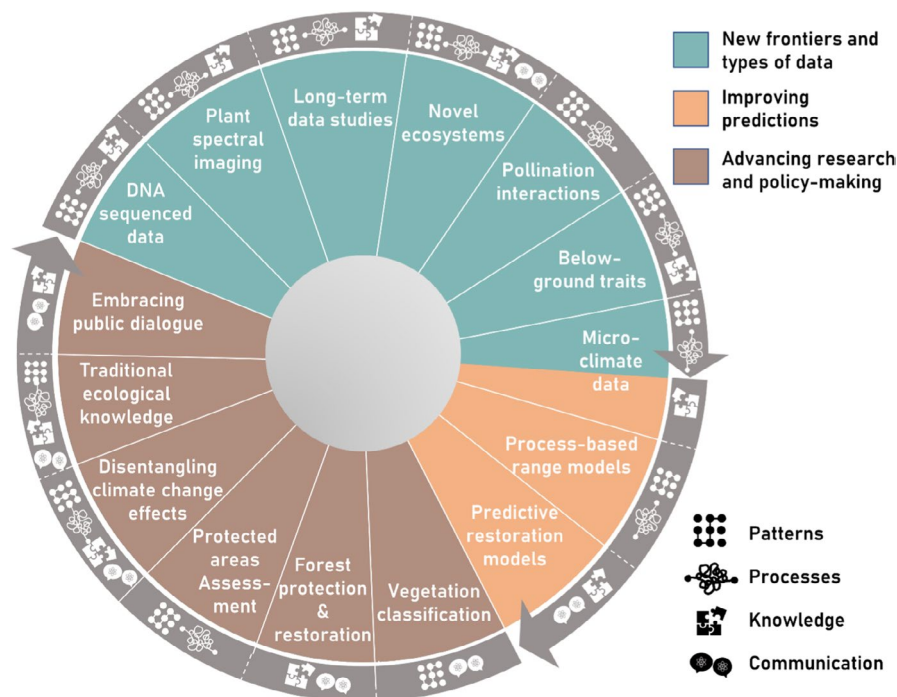 New frontiers and
types of data
Improving
predictions
Advancing research
and policy-making
Long-term
data studies
Novel
ecosystems
Pollination
interactions
Below-
ground traits
Micro-
climate
data
Process-based
range models
Predictive
restoration
models
Vegetation
classification
Forest
protection
&
restoration
Protected
areas
Assess-
ment
Disentangling
climate change
effects
Traditional
ecological
knowledge
Embracing
public dialogue
DNA
sequenced
data
Plant
spectral
imaging
Patterns
Processes
Knowledge
Communication